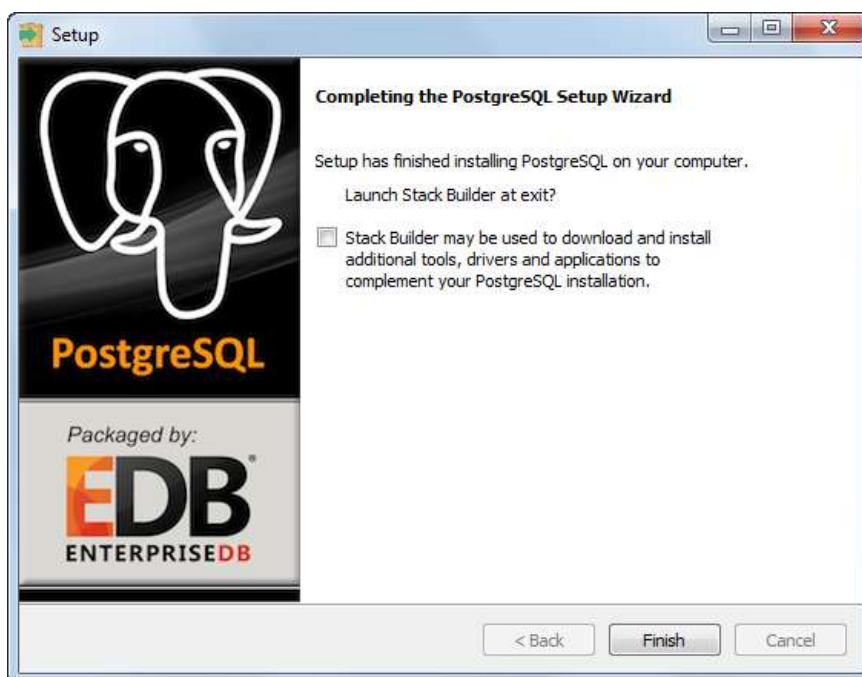 Setup
Completing the PostgreSQL Setup Wizard
Setup has finished installing PostgreSQL on your computer.
Launch Stack Builder at exit?
Stack Builder may be used to download and install
additional tools, drivers and applications to
complement your PostgreSQL installation.
PostgreSQL
Packaged by:
EDB®
ENTERPRISEDB
< Back
Finish
Cancel